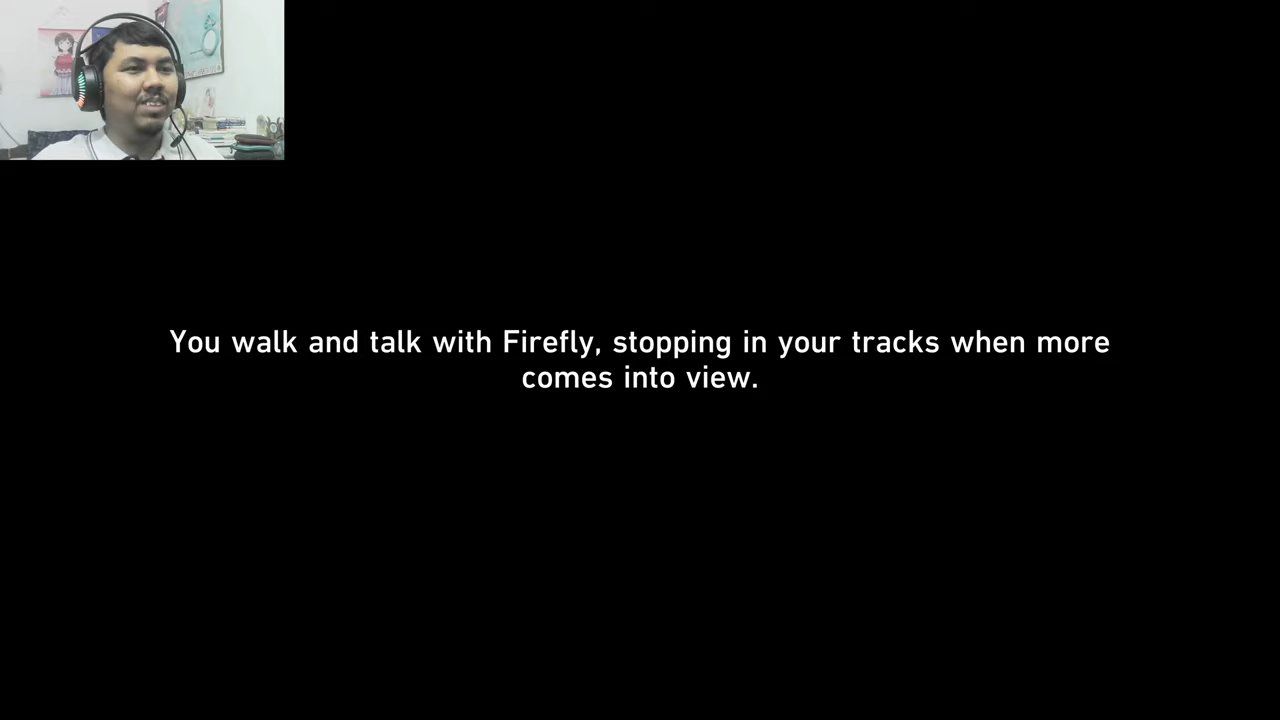 You walk and talk with Firefly, stopping in your tracks when more
comes into view.